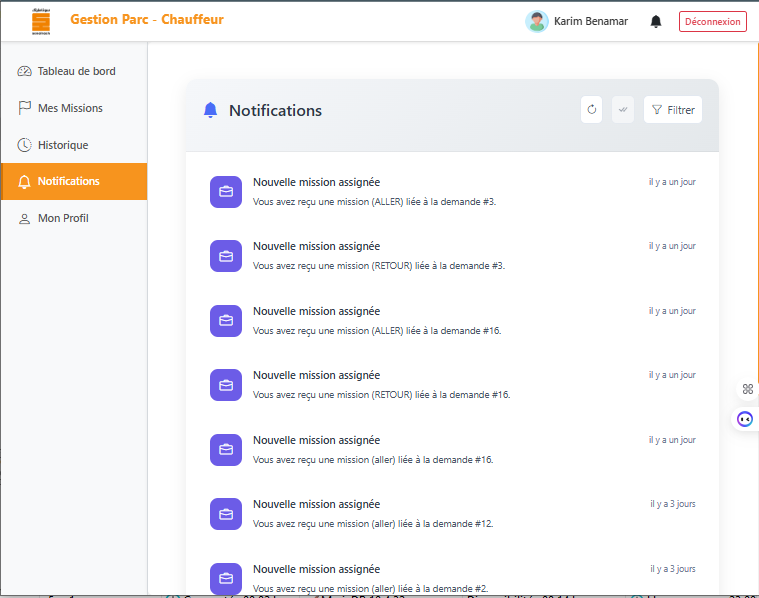 Gestion Parc - Chauffeur
Karim Benamar
Déconnexion
Tableau de bord
Mes Missions
Historique
Notifications
Mon Profil
Notifications
Filtrer
Nouvelle mission assignée
il y a un jour
Vous avez reçu une mission (ALLER) liée à la demande #3.
Nouvelle mission assignée
il y a un jour
Vous avez reçu une mission (RETOUR) liée à la demande #3.
Nouvelle mission assignée
il y a un jour
Vous avez reçu une mission (ALLER) liée à la demande #16.
Nouvelle mission assignée
il y a un jour
Vous avez reçu une mission (RETOUR) liée à la demande #16.
Nouvelle mission assignée
il y a un jour
Vous avez reçu une mission (aller) liée à la demande #16.
Nouvelle mission assignée
il y a 3 jours
Vous avez reçu une mission (aller) liée à la demande #12.
Nouvelle mission assignée
il y a 3 jours
Vous avez reçu une mission (aller) liée à la demande #2.